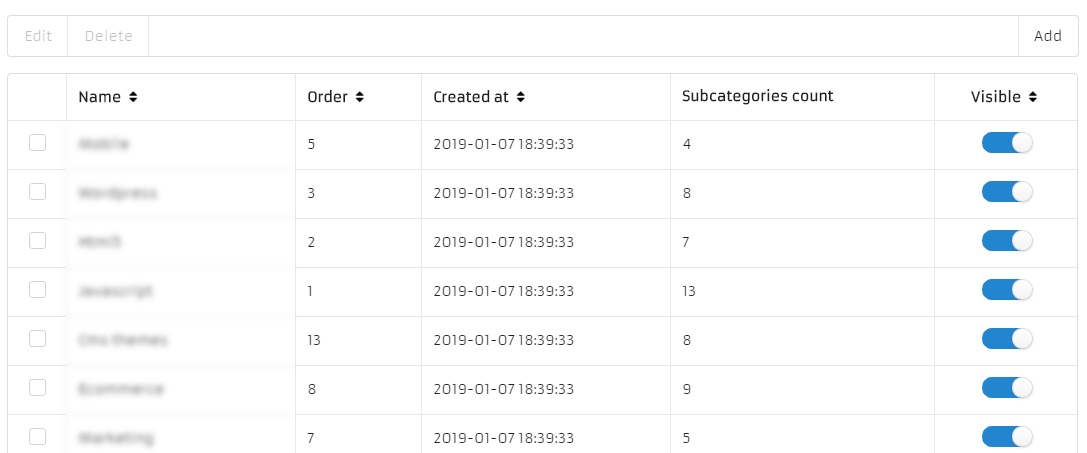 Edit Delete Add
Name Order Created at Subcategories count Visible
Mobile 5 2019-01-07 18:39:33 4
Wordpress 3 2019-01-07 18:39:33 8
Html5 2 2019-01-07 18:39:33 7
Javascript 1 2019-01-07 18:39:33 13
Cms themes 13 2019-01-07 18:39:33 8
Ecommerce 8 2019-01-07 18:39:33 9
Marketing 7 2019-01-07 18:39:33 5